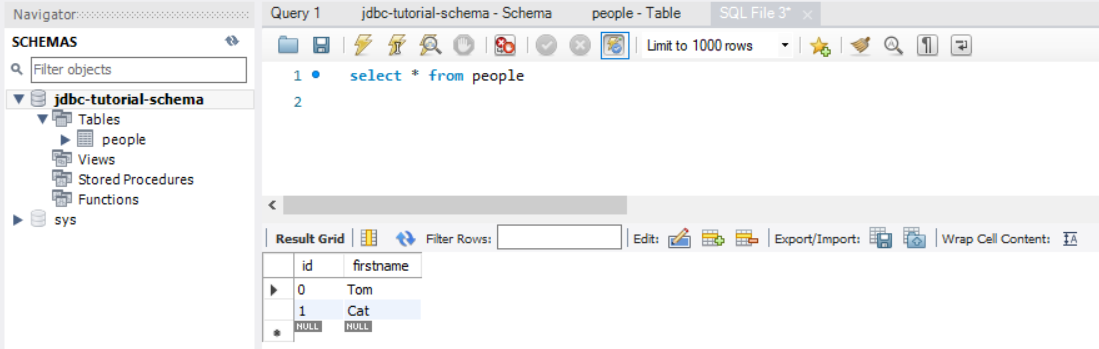 Navigator
SCHEMAS
Filter objects
jdbc-tutorial-schema
Tables
people
Views
Stored Procedures
Functions
sys
Query 1 jdbc-tutorial-schema - Schema people - Table SQL File 3*
Limit to 1000 rows
1 select * from people
2
Result Grid Filter Rows: Edit: Export/Import: Wrap Cell Content:
id firstname
0 Tom
1 Cat
NULL NULL